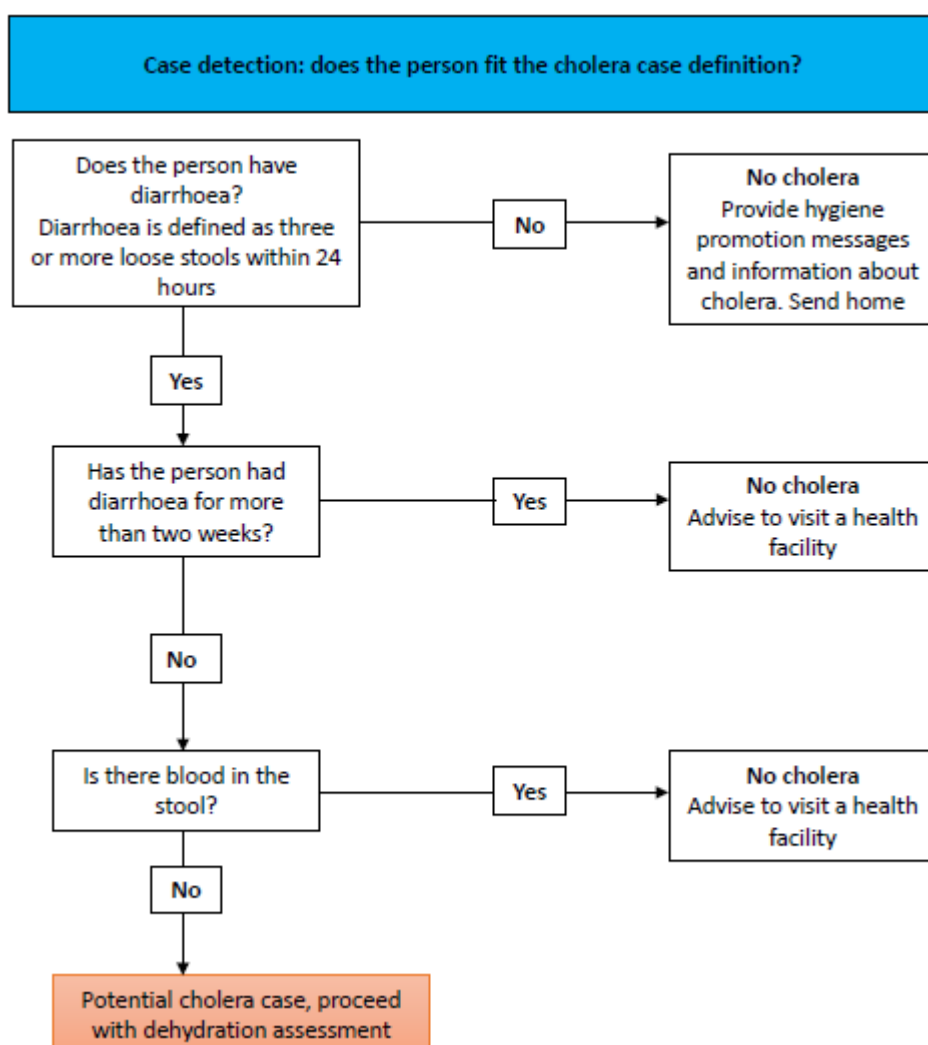 Case detection: does the person fit the cholera case definition?
Does the person have
diarrhoea?
Diarrhoea is defined as three
or more loose stools within 24
hours
No
No cholera
Provide hygiene
promotion messages
and information about
cholera. Send home
Yes
Has the person had
diarrhoea for more
than two weeks?
Yes
No cholera
Advise to visit a health
facility
No
Is there blood in the
stool?
Yes
No cholera
Advise to visit a health
facility
No
Potential cholera case, proceed
with dehydration assessment